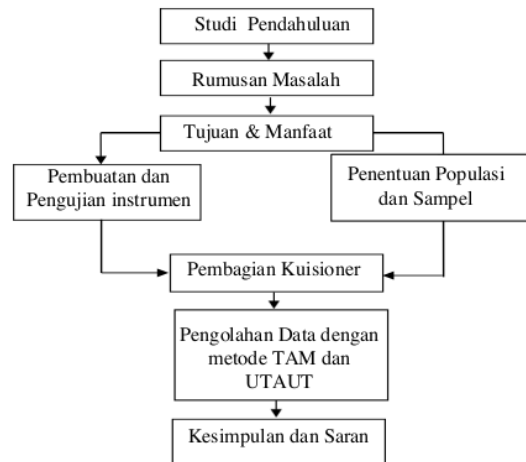 Studi Pendahuluan
Rumusan Masalah
Tujuan & Manfaat
Pembuatan dan
Pengujian instrumen
Penentuan Populasi
dan Sampel
Pembagian Kuisioner
Pengolahan Data dengan
metode TAM dan
UTAUT
Kesimpulan dan Saran